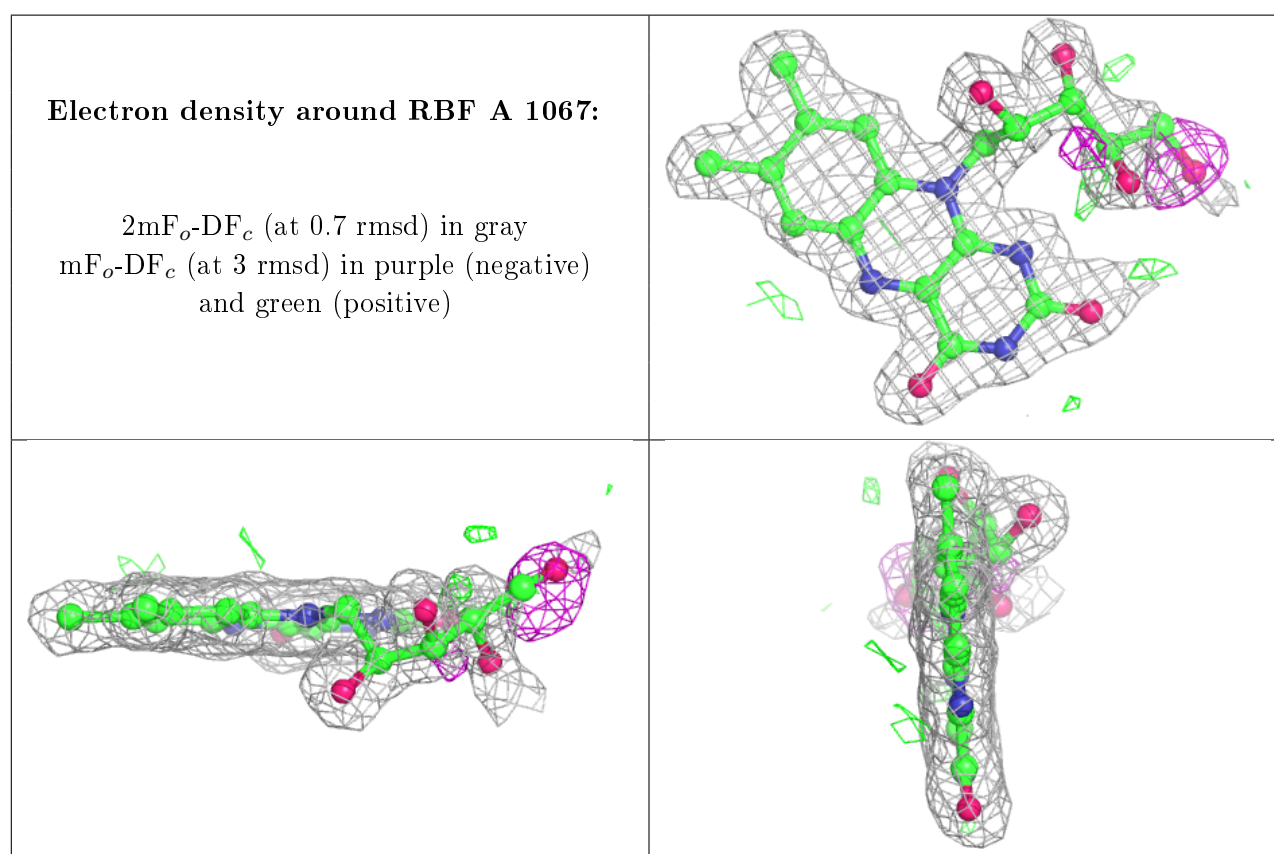 Electron density around RBF A 1067:
2mFo-DFc (at 0.7 rmsd) in gray
mFo-DFc (at 3 rmsd) in purple (negative)
and green (positive)